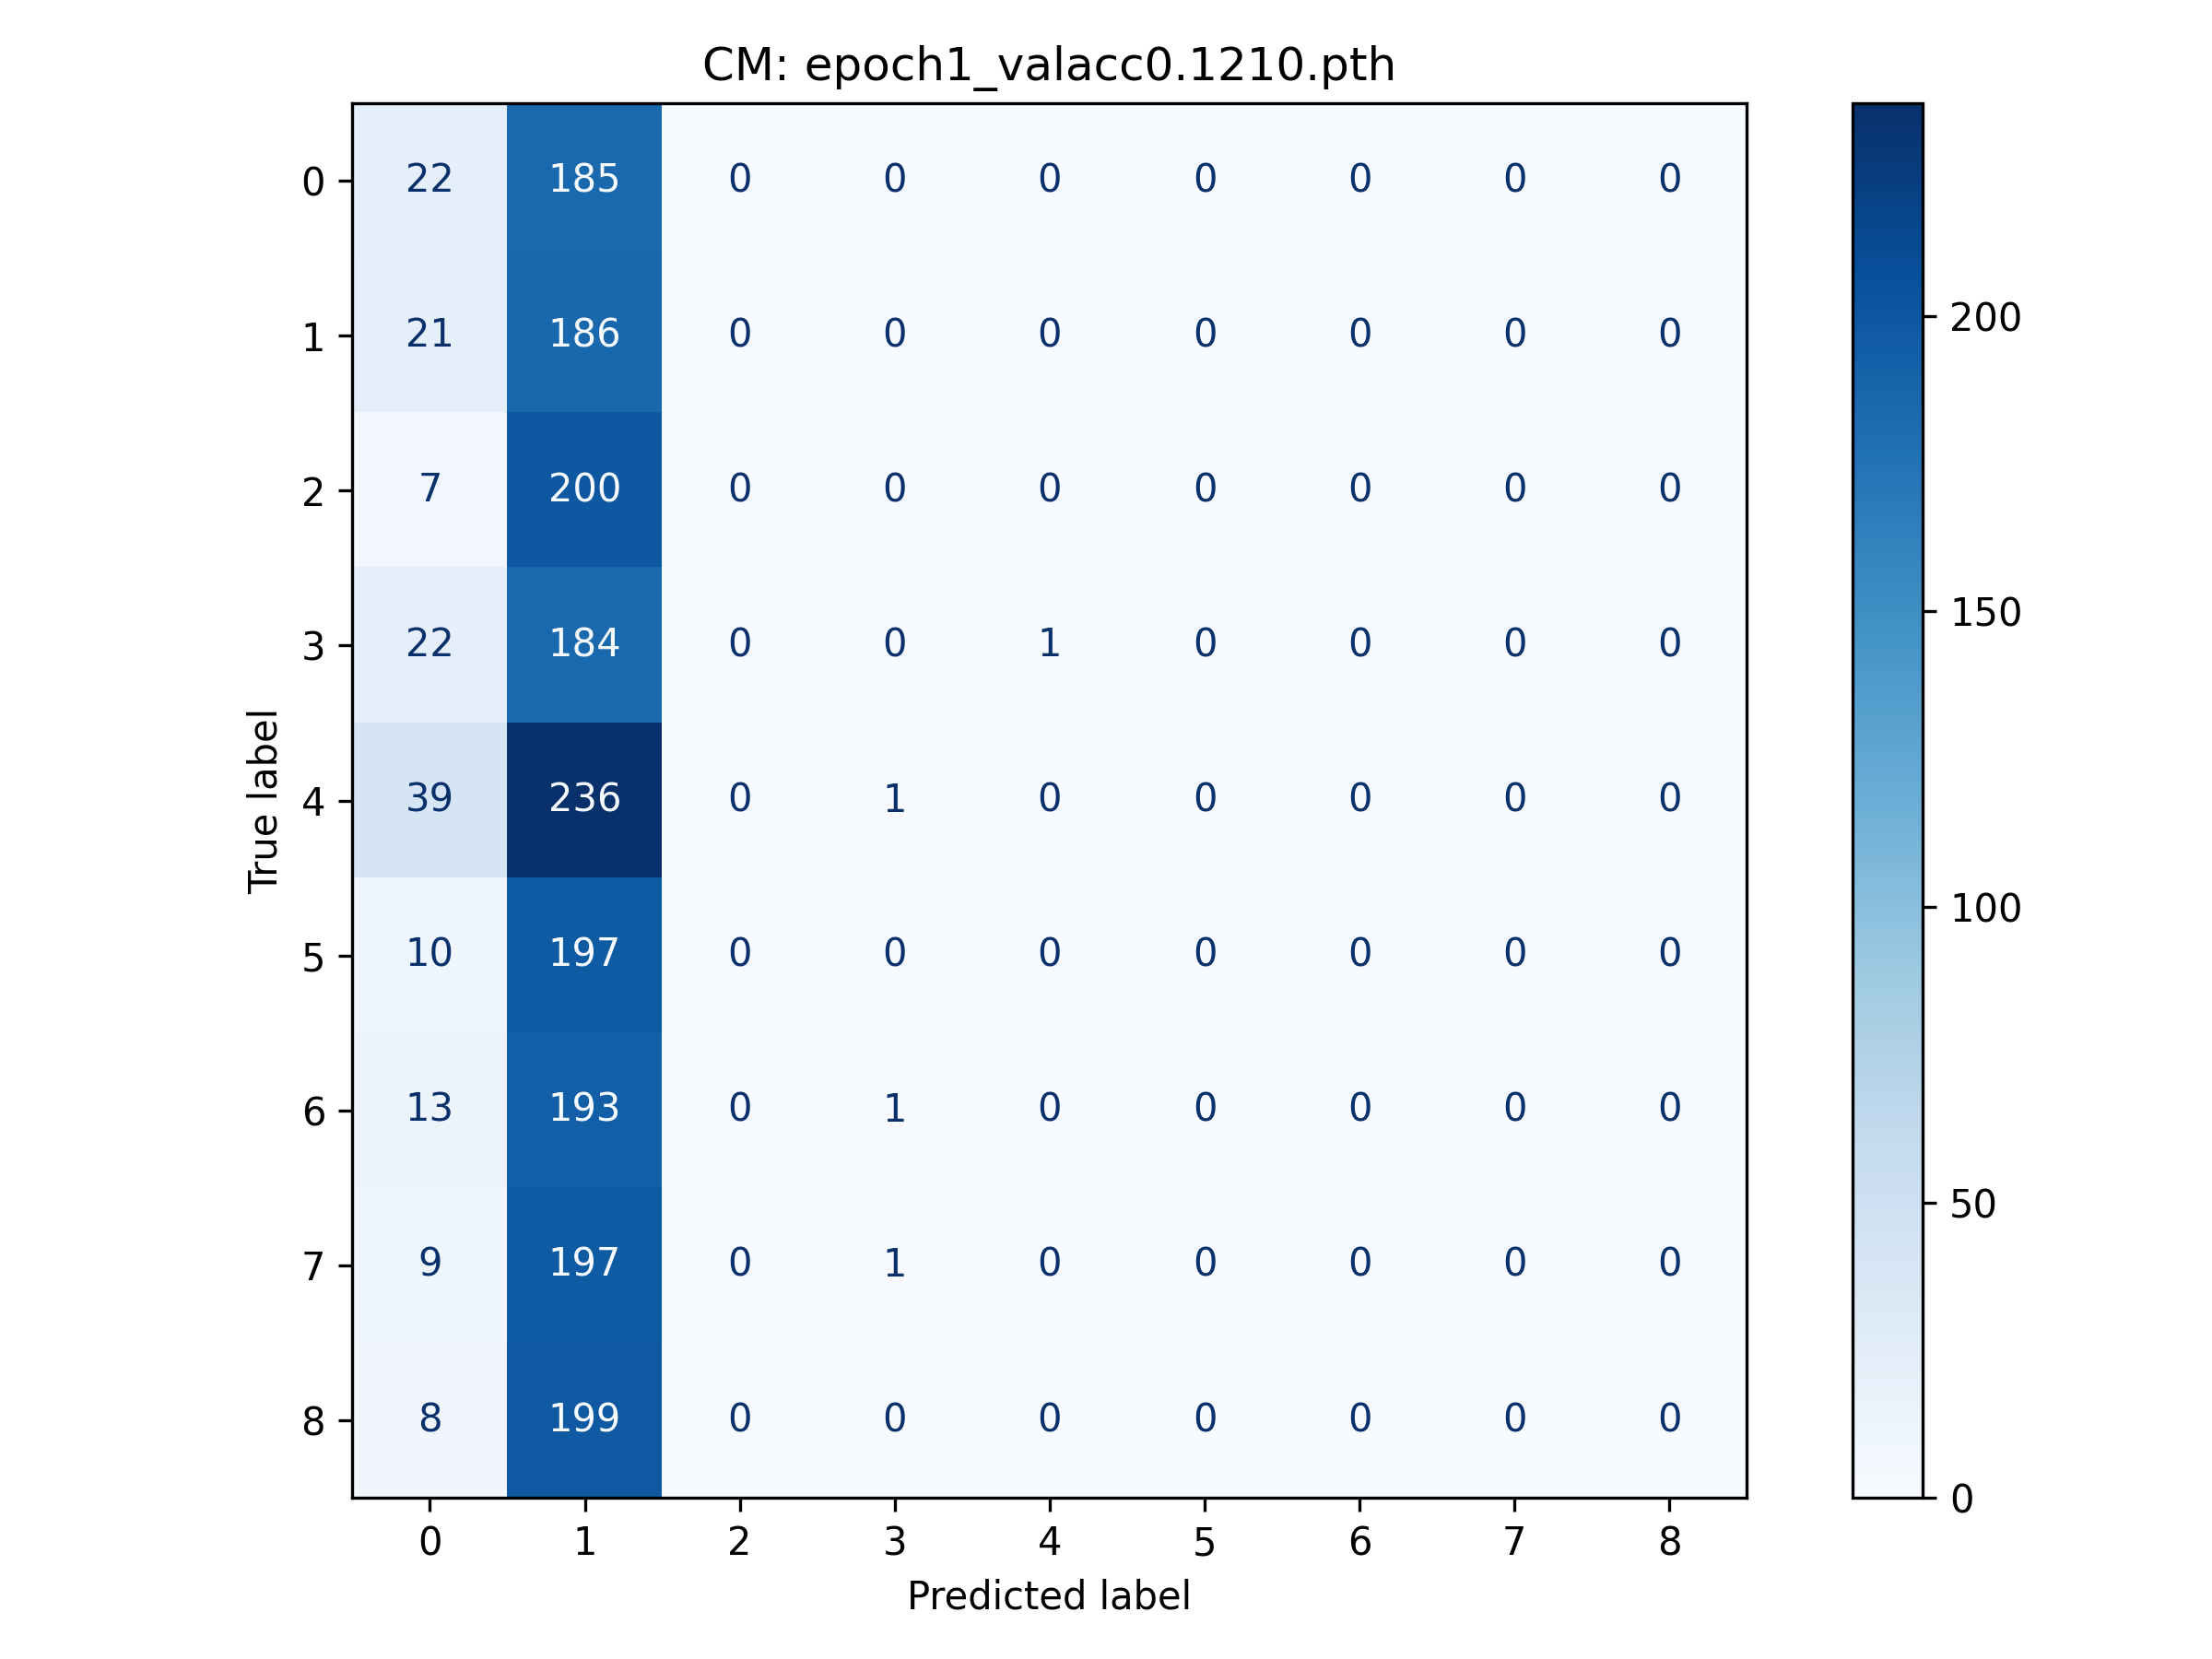 CM: epoch1_valacc0.1210.pth
0 22 185 0 0 0 0 0 0 0
1 21 186 0 0 0 0 0 0 0
2 7 200 0 0 0 0 0 0 0
3 22 184 0 0 1 0 0 0 0
4 39 236 0 1 0 0 0 0 0
5 10 197 0 0 0 0 0 0 0
6 13 193 0 1 0 0 0 0 0
7 9 197 0 1 0 0 0 0 0
8 8 199 0 0 0 0 0 0 0
0 1 2 3 4 5 6 7 8
Predicted label
True label
200
150
100
50
0